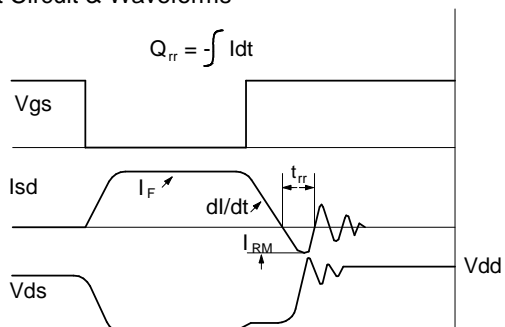 Circuit & Waveforms
Qrr = -∫ Idt
Vgs
Isd
IF
dI/dt
trr
IRM
Vdd
Vds